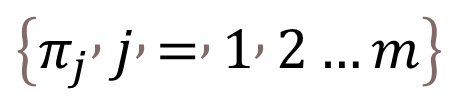 {π_j, j, =, 1, 2 … m}